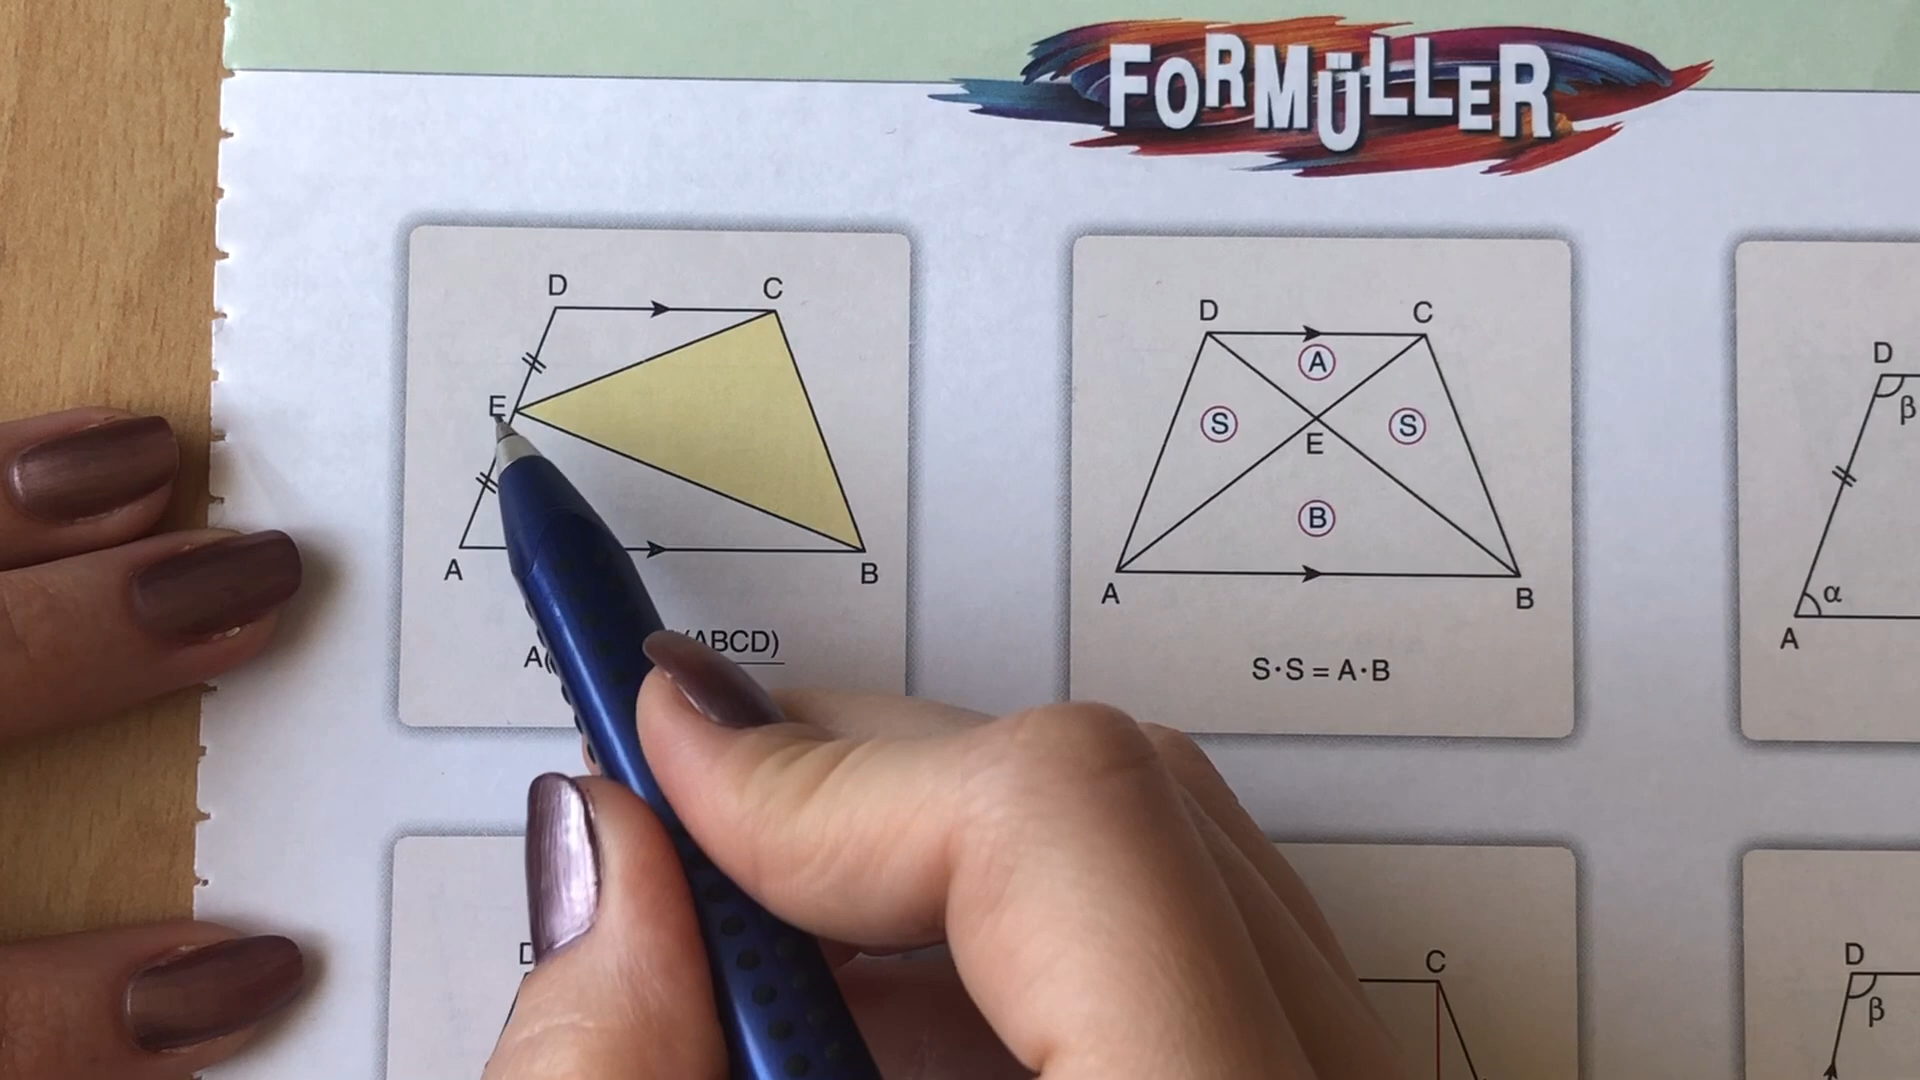 FORMÜLLER
D C
E
A B
A( (ABCD)
D C
A
S S
E
B
A B
S·S = A·B
D
β
α
A
D
C
D
β